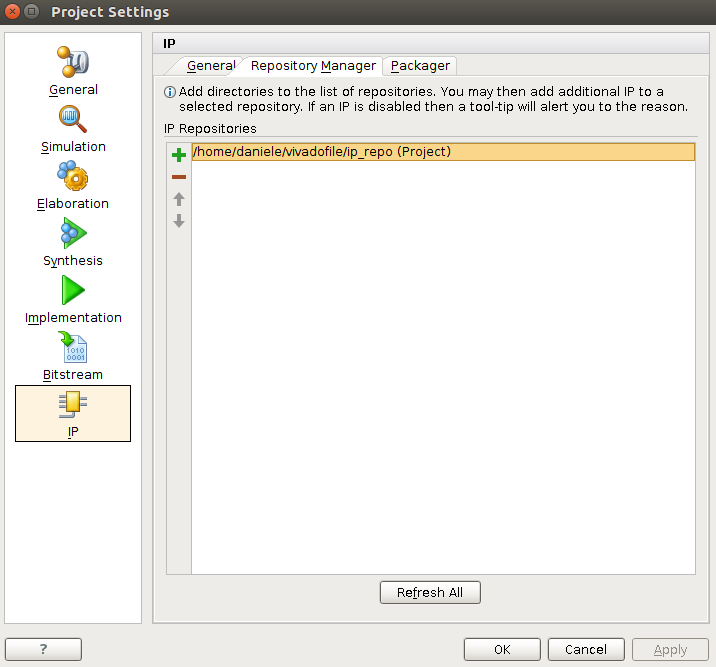 Project Settings
General
Simulation
Elaboration
Synthesis
Implementation
Bitstream
IP
IP
General
Repository Manager
Packager
Add directories to the list of repositories. You may then add additional IP to a
selected repository. If an IP is disabled then a tool-tip will alert you to the reason.
IP Repositories
/home/daniele/vivadofile/ip_repo (Project)
Refresh All
?
OK
Cancel
Apply